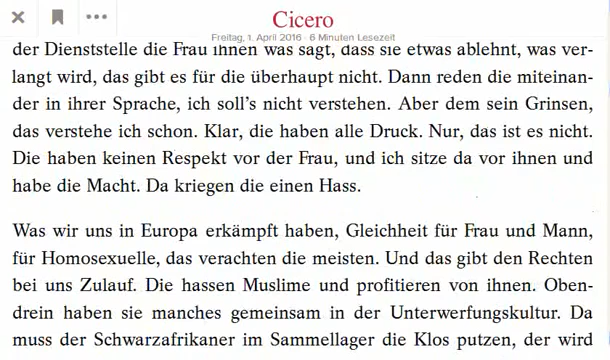 Cicero
Freitag, 1. April 2016 · 6 Minuten Lesezeit
der Dienststelle die Frau ihnen was sagt, dass sie etwas ablehnt, was ver-
langt wird, das gibt es für die überhaupt nicht. Dann reden die miteinan-
der in ihrer Sprache, ich soll’s nicht verstehen. Aber dem sein Grinsen,
das verstehe ich schon. Klar, die haben alle Druck. Nur, das ist es nicht.
Die haben keinen Respekt vor der Frau, und ich sitze da vor ihnen und
habe die Macht. Da kriegen die einen Hass.
Was wir uns in Europa erkämpft haben, Gleichheit für Frau und Mann,
für Homosexuelle, das verachten die meisten. Und das gibt den Rechten
bei uns Zulauf. Die hassen Muslime und profitieren von ihnen. Oben-
drein haben sie manches gemeinsam in der Unterwerfungskultur. Da
muss der Schwarzafrikaner im Sammellager die Klos putzen, der wird